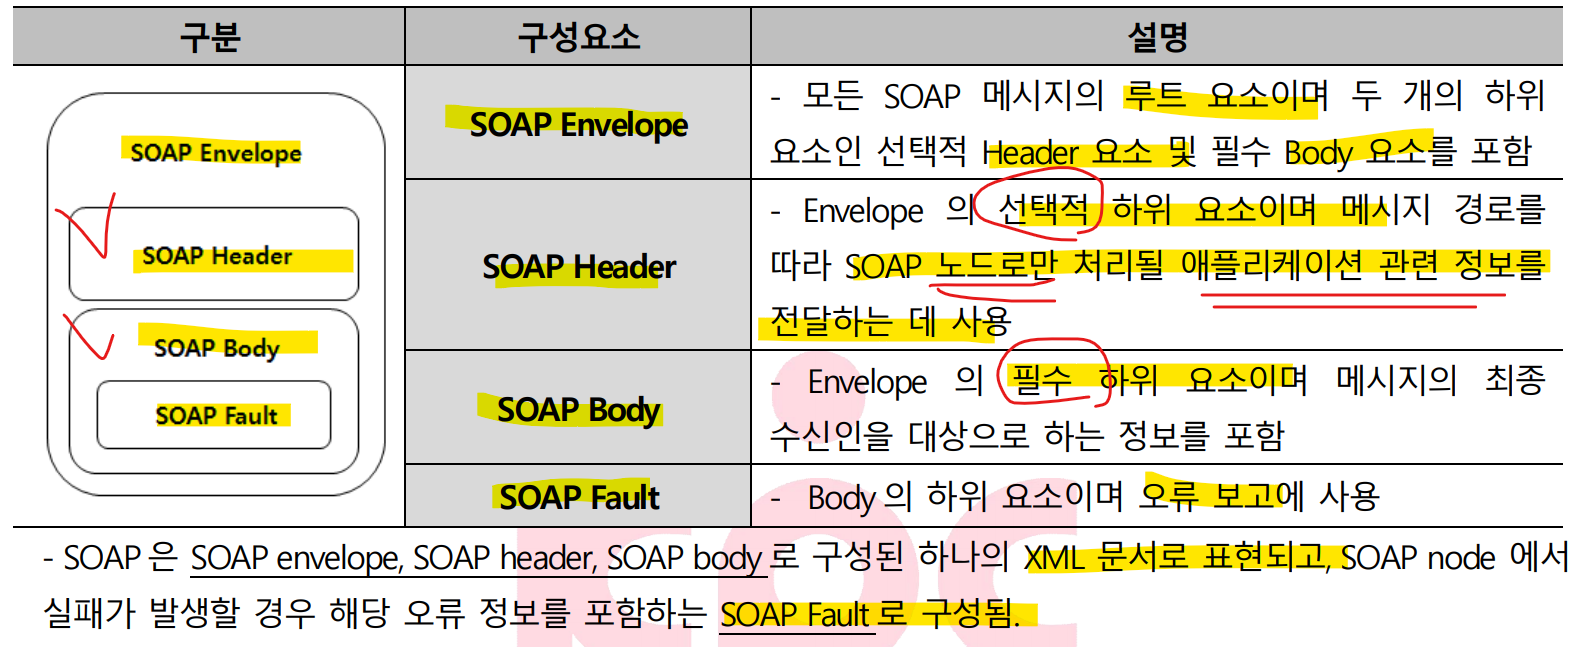 구분 구성요소 설명
SOAP Envelope
SOAP Header
SOAP Body
SOAP Fault
SOAP Envelope
- 모든 SOAP 메시지의 루트 요소이며 두 개의 하위
요소인 선택적 Header 요소 및 필수 Body 요소를 포함
SOAP Header
- Envelope 의 선택적 하위 요소이며 메시지 경로를
따라 SOAP 노드로만 처리될 애플리케이션 관련 정보를
전달하는 데 사용
SOAP Body
- Envelope 의 필수 하위 요소이며 메시지의 최종
수신인을 대상으로 하는 정보를 포함
SOAP Fault
- Body 의 하위 요소이며 오류 보고에 사용
- SOAP 은 SOAP envelope, SOAP header, SOAP body 로 구성된 하나의 XML 문서로 표현되고, SOAP node 에서
실패가 발생할 경우 해당 오류 정보를 포함하는 SOAP Fault 로 구성됨.